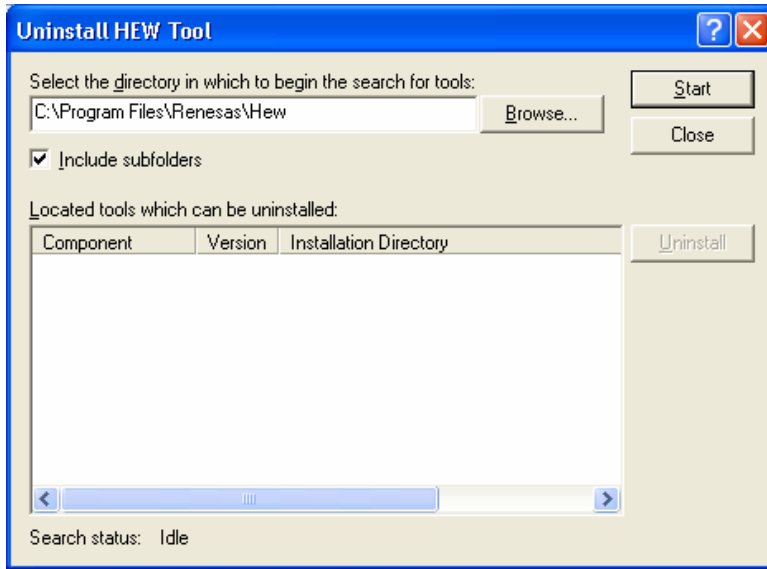 Uninstall HEW Tool
Select the directory in which to begin the search for tools:
C:\Program Files\Renesas\Hew
Browse...
Start
Close
Include subfolders
Located tools which can be uninstalled:
Component Version Installation Directory
Uninstall
Search status: Idle